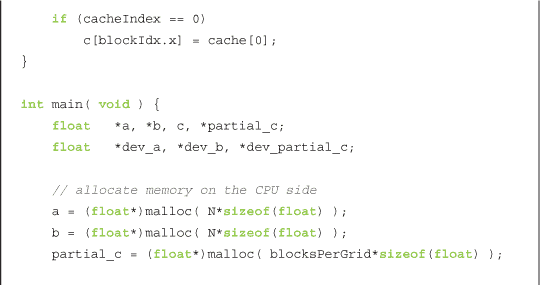 if (cacheIndex == 0)
c[blockIdx.x] = cache[0];
}
int main( void ) {
float   *a, *b, c, *partial_c;
float   *dev_a, *dev_b, *dev_partial_c;
// allocate memory on the CPU side
a = (float*)malloc( N*sizeof(float) );
b = (float*)malloc( N*sizeof(float) );
partial_c = (float*)malloc( blocksPerGrid*sizeof(float) );